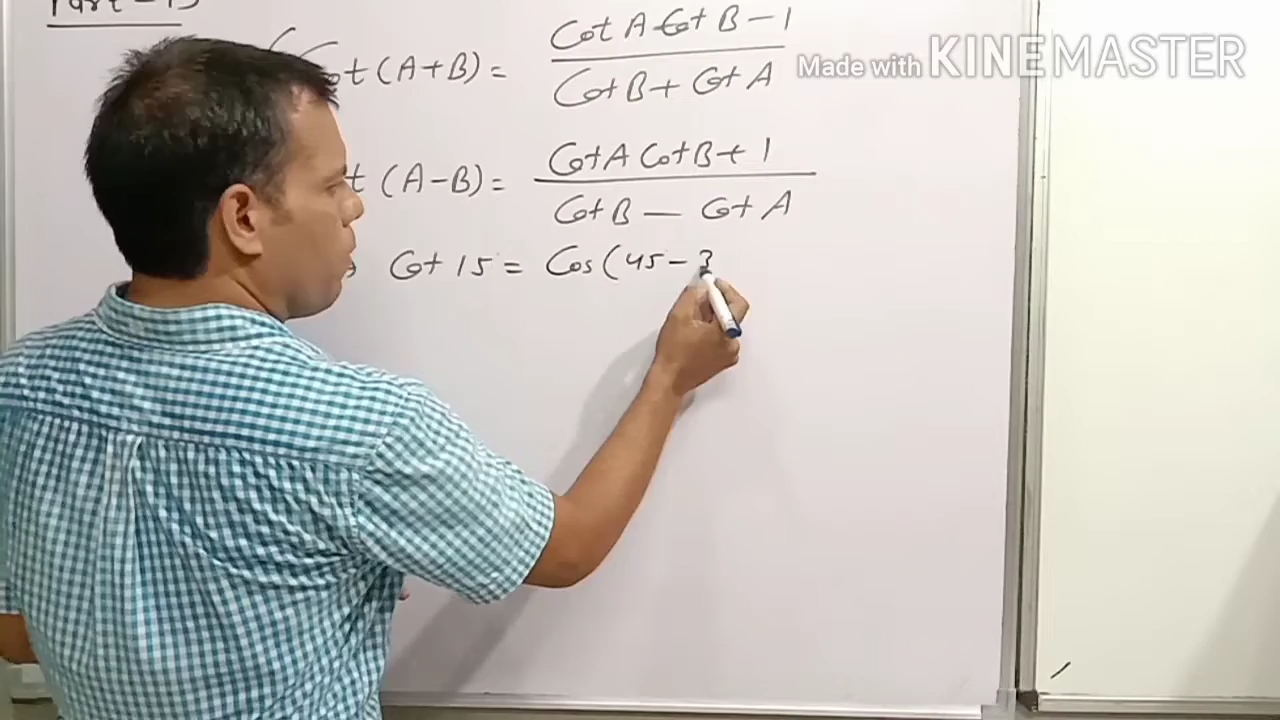 Part - 13
Cot (A+B) = Cot A Cot B - 1
Cot B + Cot A
Made with KINEMASTER
t (A-B) = Cot A Cot B + 1
Cot B - Cot A
Cot 15 = Cos (45 - 3